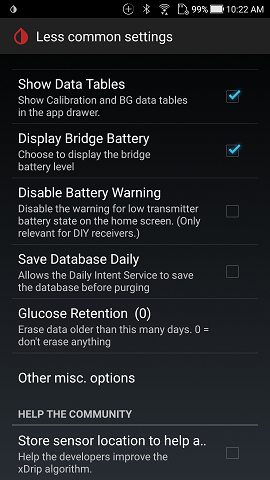 99% 10:22 AM
Less common settings
Show Data Tables
Show Calibration and BG data tables
in the app drawer.
Display Bridge Battery
Choose to display the bridge
battery level
Disable Battery Warning
Disable the warning for low transmitter
battery state on the home screen. (Only
relevant for DIY receivers.)
Save Database Daily
Allows the Daily Intent Service to save
the database before purging
Glucose Retention (0)
Erase data older than this many days. 0 =
don't erase anything
Other misc. options
HELP THE COMMUNITY
Store sensor location to help a..
Help the developers improve the
xDrip algorithm.